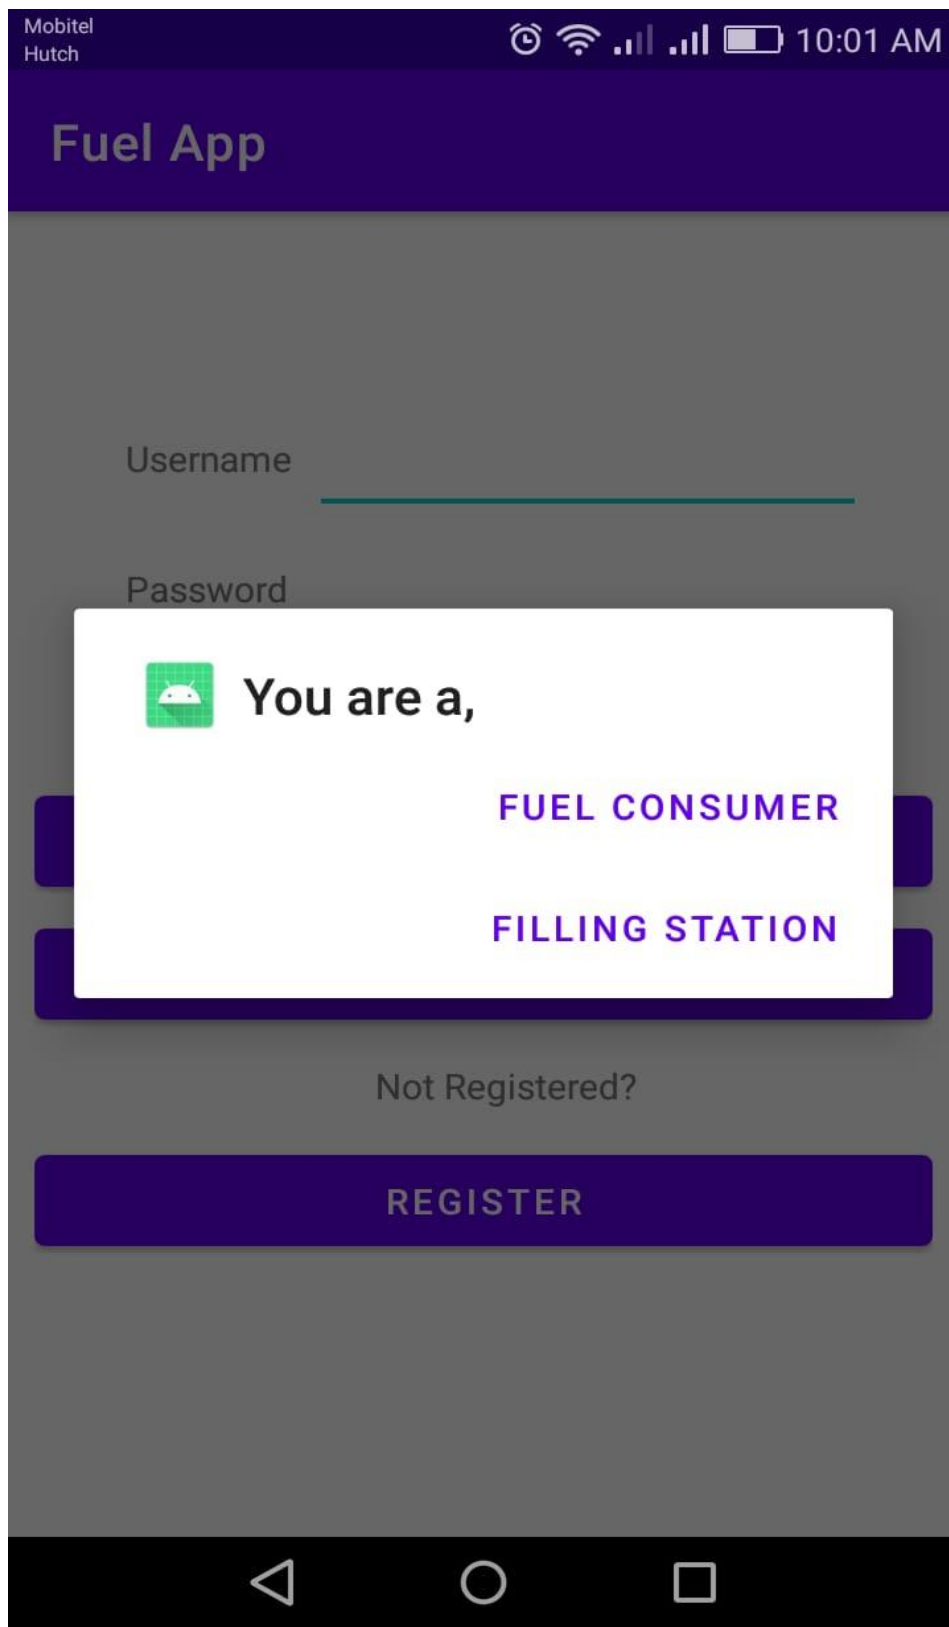 Mobitel
Hutch
10:01 AM
Fuel App
Username
Password
You are a,
FUEL CONSUMER
FILLING STATION
Not Registered?
REGISTER